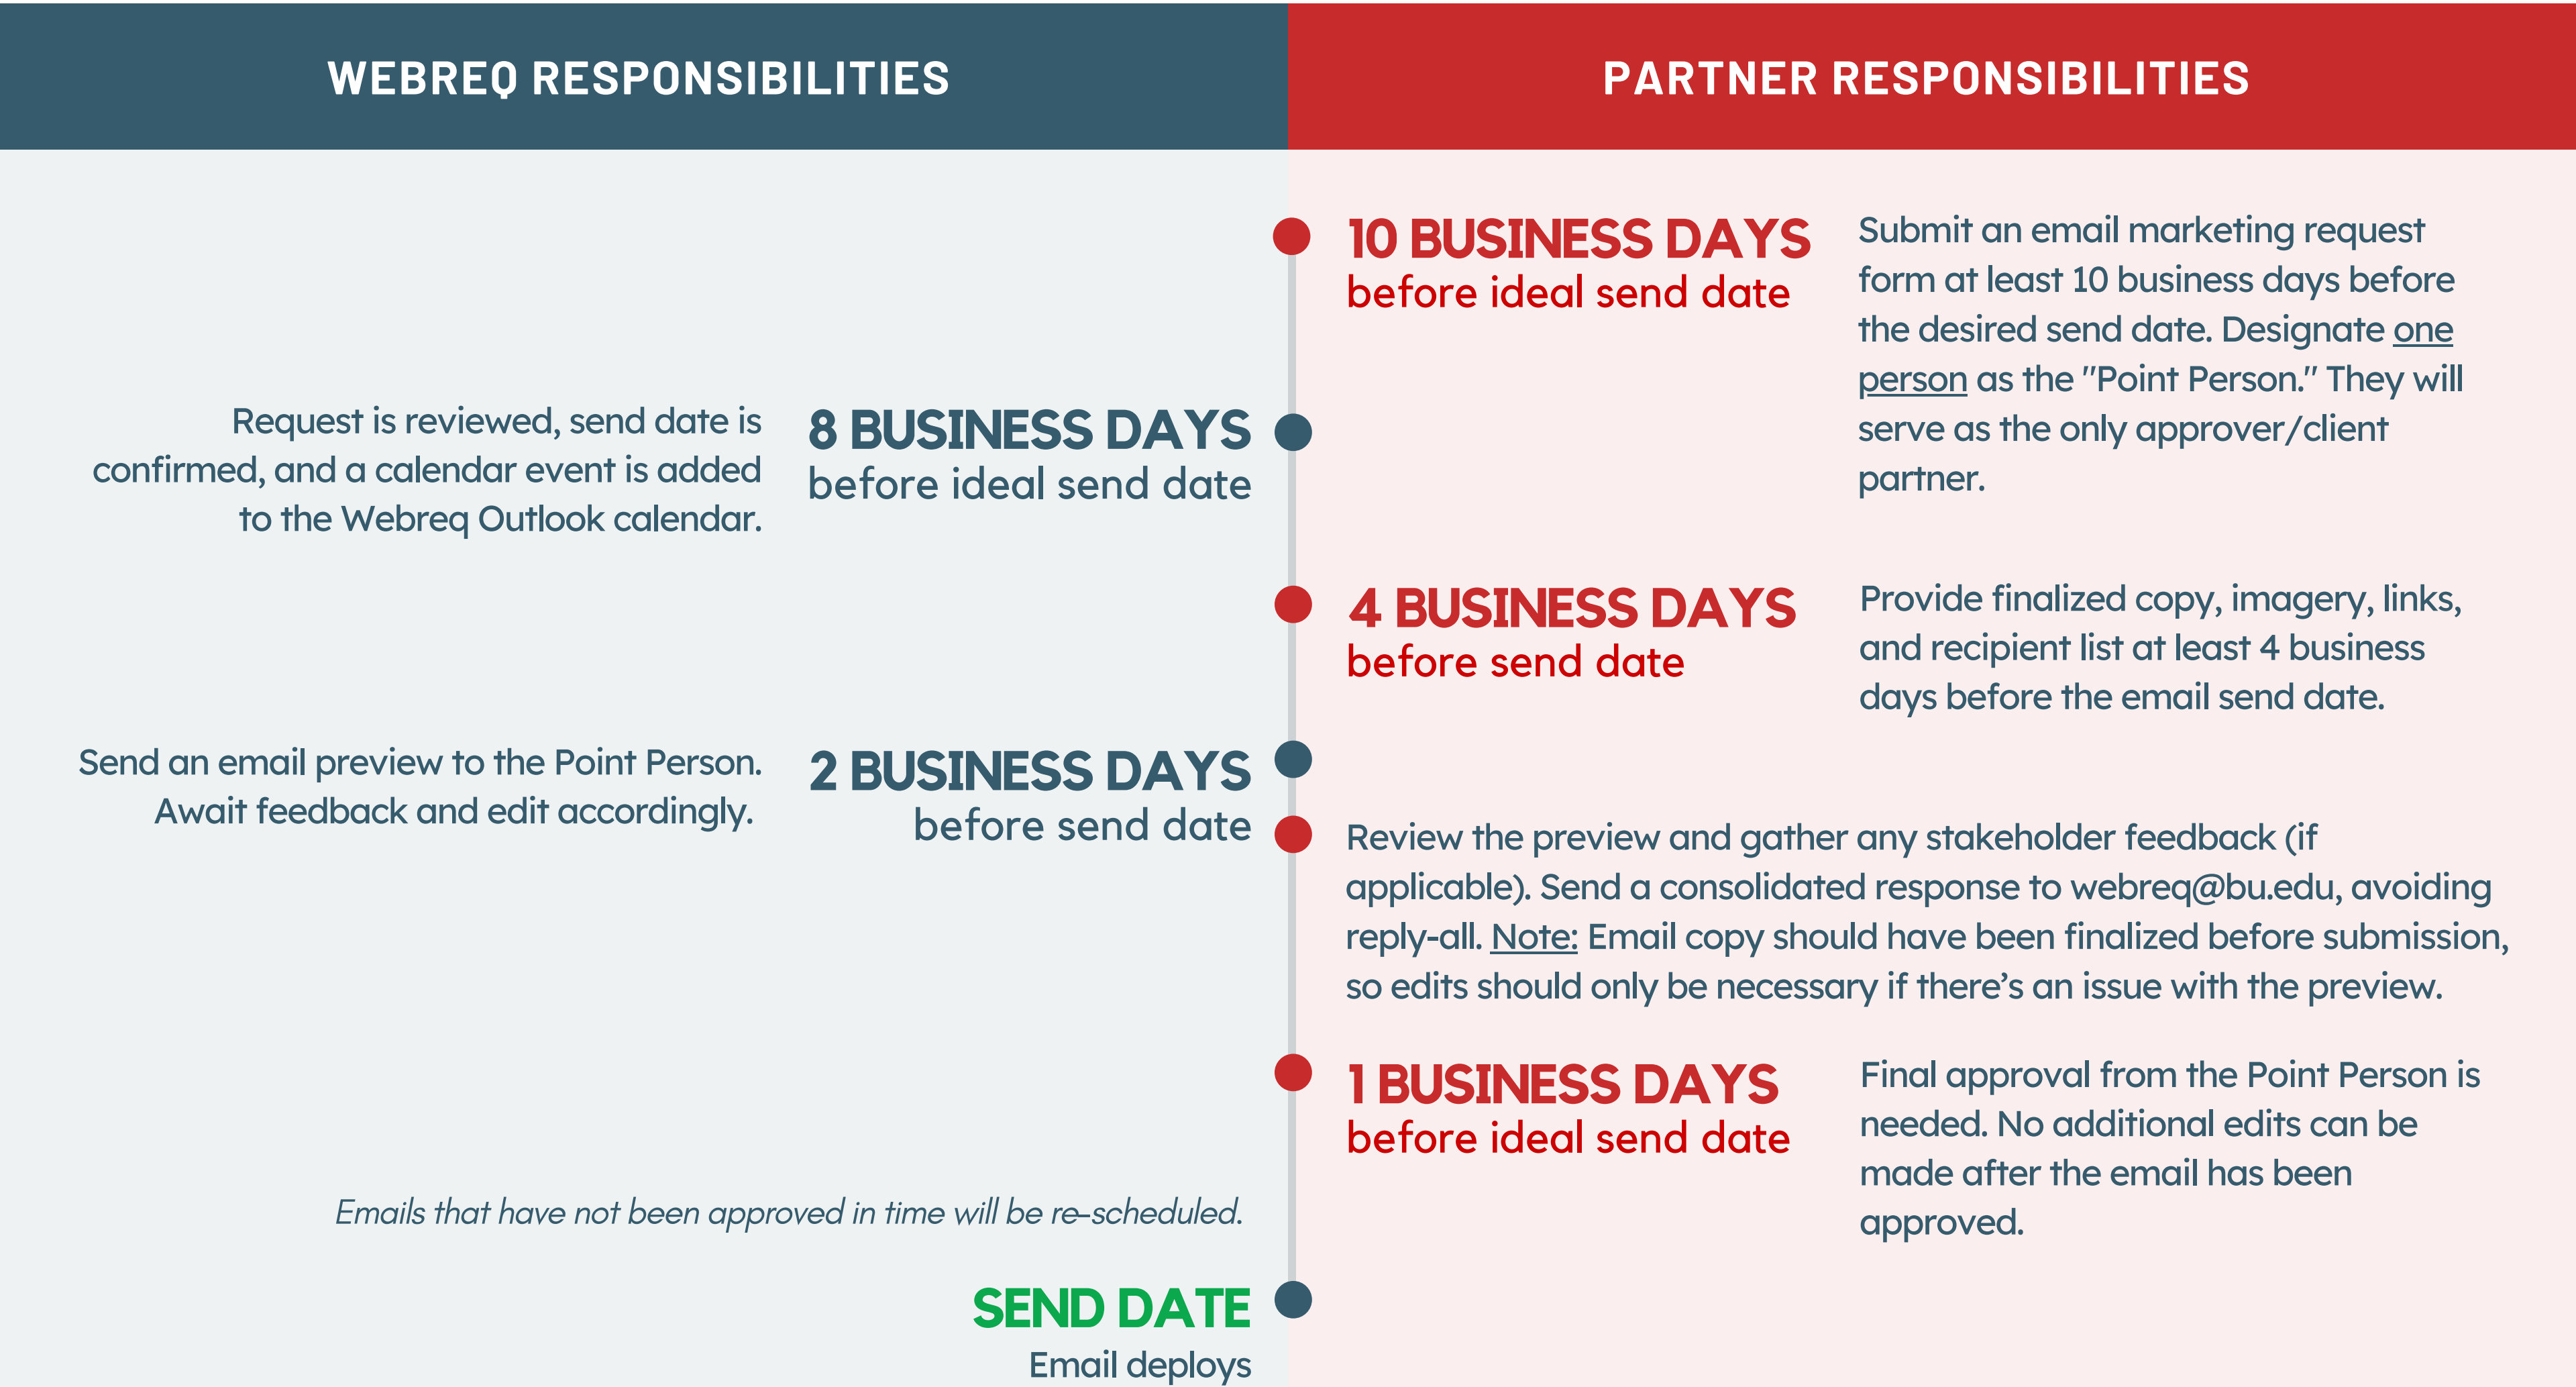 WEBREQ RESPONSIBILITIES
PARTNER RESPONSIBILITIES
10 BUSINESS DAYS
before ideal send date
Submit an email marketing request
form at least 10 business days before
the desired send date. Designate one
person as the "Point Person." They will
serve as the only approver/client
partner.
Request is reviewed, send date is
confirmed, and a calendar event is added
to the Webreq Outlook calendar.
8 BUSINESS DAYS
before ideal send date
4 BUSINESS DAYS
before send date
Provide finalized copy, imagery, links,
and recipient list at least 4 business
days before the email send date.
Send an email preview to the Point Person.
Await feedback and edit accordingly.
2 BUSINESS DAYS
before send date
Review the preview and gather any stakeholder feedback (if
applicable). Send a consolidated response to webreq@bu.edu, avoiding
reply-all. Note: Email copy should have been finalized before submission,
so edits should only be necessary if there’s an issue with the preview.
1 BUSINESS DAYS
before ideal send date
Final approval from the Point Person is
needed. No additional edits can be
made after the email has been
approved.
Emails that have not been approved in time will be re-scheduled.
SEND DATE
Email deploys